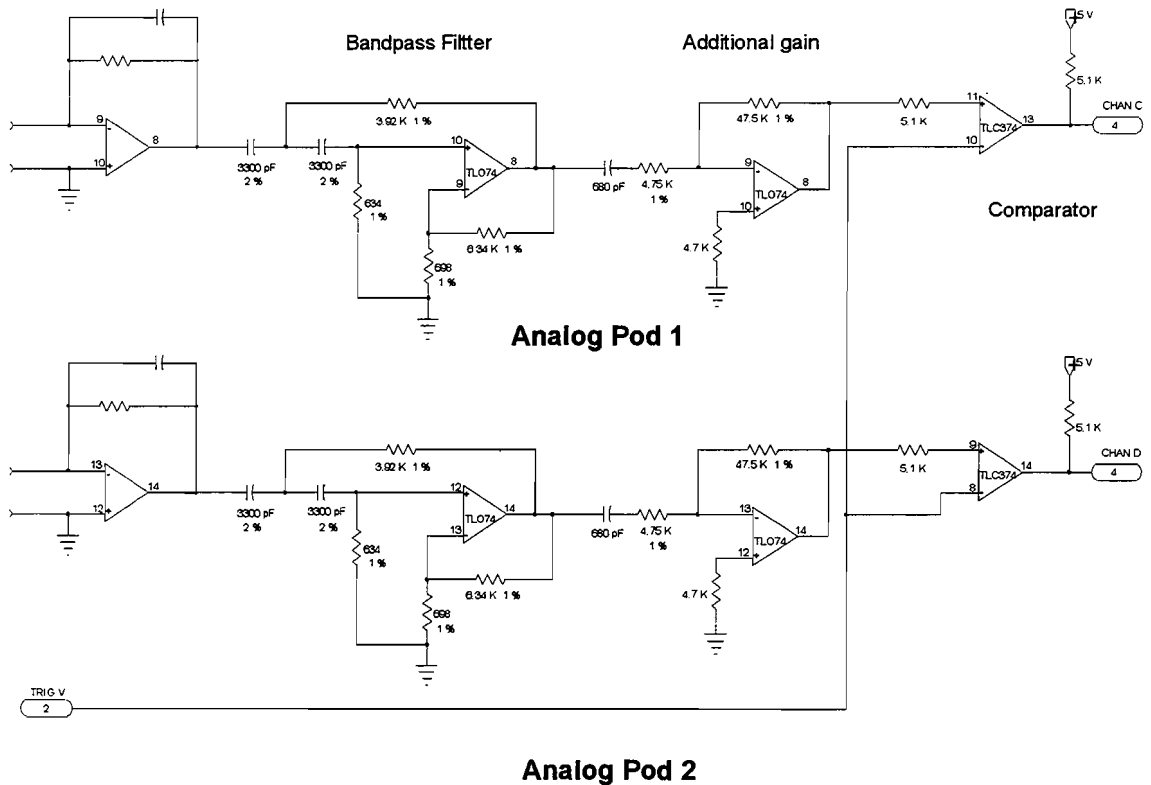 Bandpass Filtter
Additional gain
5 V
5.1 K
3.92 K 1 %
47.5 K 1 %
5.1 K
CHAN C
4
9
-
10
+
8
3300 pF
2 %
3300 pF
2 %
10
+
9
-
8
TLO74
680 pF
4.75 K
1 %
9
-
10
+
8
TLO74
11
+
10
-
13
TLC374
634
1 %
6.34 K 1 %
698
1 %
4.7 K
Comparator
Analog Pod 1
5 V
5.1 K
3.92 K 1 %
47.5 K 1 %
5.1 K
CHAN D
4
13
-
12
+
14
3300 pF
2 %
3300 pF
2 %
12
+
13
-
14
TLO74
680 pF
4.75 K
1 %
13
-
12
+
14
TLO74
9
+
8
-
14
TLC374
634
1 %
6.34 K 1 %
698
1 %
4.7 K
TRIG V
2
Analog Pod 2